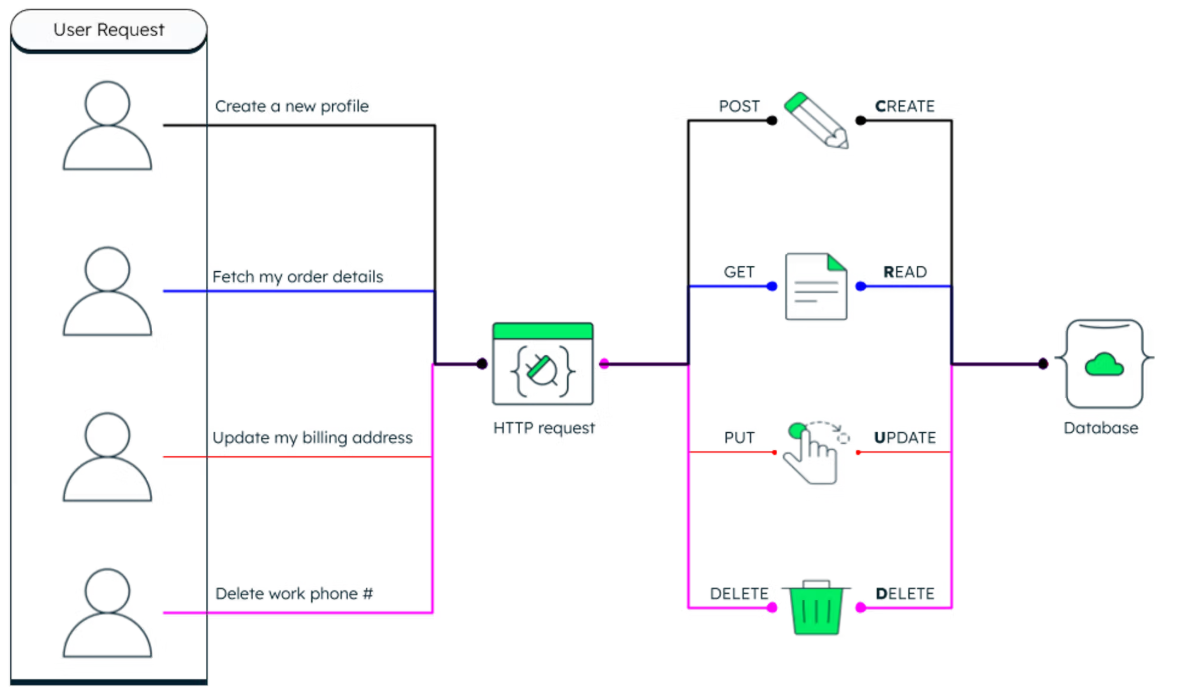 User Request
Create a new profile
Fetch my order details
Update my billing address
Delete work phone #
HTTP request
POST
CREATE
GET
READ
PUT
UPDATE
DELETE
DELETE
Database